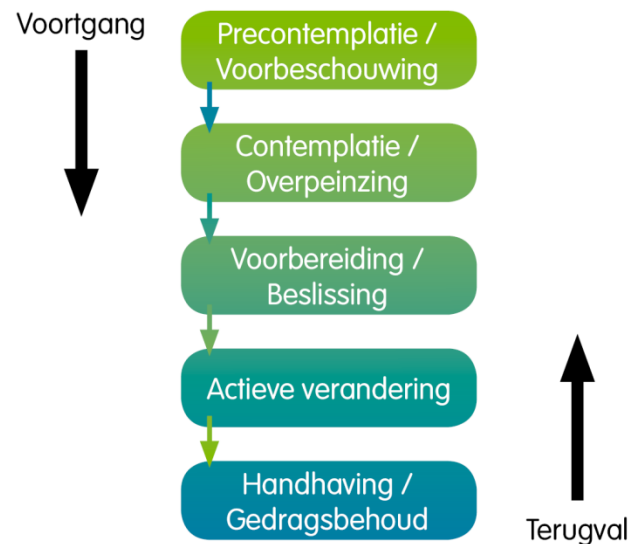 Voortgang
Precontemplatie /
Voorbeschouwing
Contemplatie /
Overpeinzing
Voorbereiding /
Beslissing
Actieve verandering
Handhaving /
Gedragsbehoud
Terugval